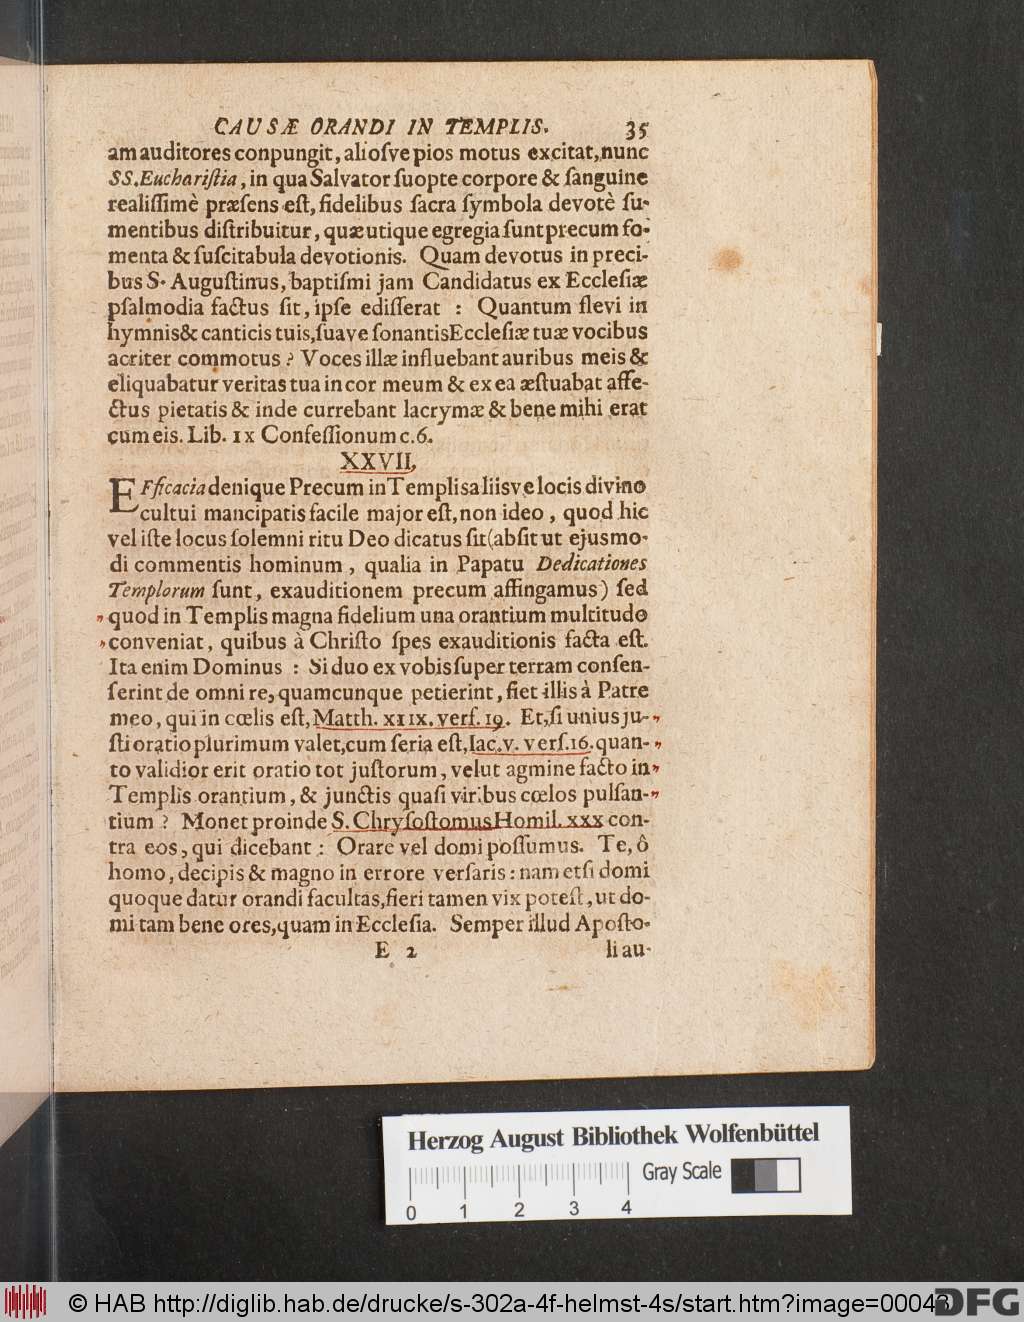 CAUSÆ ORANDI IN TEMPLIS. 35
am auditores conpungit, aliosve pios motus excitat, nunc
SS. Euchariſtia, in qua Salvator ſuopte corpore & ſanguine
realiſſimè præſens eſt, fidelibus ſacra ſymbola devotè ſu-
mentibus diſtribuitur, quæ utique egregia ſunt precum fo-
menta & ſuſcitabula devotionis. Quam devotus in preci-
bus S. Auguſtinus, baptiſmi jam Candidatus ex Eccleſiæ
pſalmodia factus ſit, ipſe ediſſerat : Quantum flevi in
hymnis & canticis tuis, ſuave ſonantis Eccleſiæ tuæ vocibus
acriter commotus ? Voces illæ influebant auribus meis &
eliquabatur veritas tua in cor meum & ex ea æſtuabat affe-
ctus pietatis & inde currebant lacrymæ & bene mihi erat
cum eis. Lib. IX Confeſſionum c. 6.
XXVII.
EFficacia denique Precum in Templis aliisve locis divino
cultui mancipatis facile major eſt, non ideo, quod hic
vel iſte locus ſolemni ritu Deo dicatus ſit (abſit ut ejusmo-
di commentis hominum, qualia in Papatu Dedicationes
Templorum ſunt, exauditionem precum affingamus) ſed
" quod in Templis magna fidelium una orantium multitudo
" conveniat, quibus à Chriſto ſpes exauditionis facta eſt.
Ita enim Dominus : Si duo ex vobis ſuper terram conſen-
ſerint de omni re, quamcunque petierint, fiet illis à Patre
meo, qui in cœlis eſt, Matth. XIIX. verſ. 19. Et, ſi unius ju- "
ſti oratio plurimum valet, cum ſeria eſt, Iac. v. verſ. 16. quan- "
to validior erit oratio tot juſtorum, velut agmine facto in "
Templis orantium, & junctis quaſi viribus cœlos pulſan- "
tium ? Monet proinde S. Chryſoſtomus Homil. XXX con-
tra eos, qui dicebant : Orare vel domi poſſumus. Te, ô
homo, decipis & magno in errore verſaris : nam etſi domi
quoque datur orandi facultas, fieri tamen vix poteſt, ut do-
mi tam bene ores, quam in Eccleſia. Semper illud Apoſto-
E 2 li au-
Herzog August Bibliothek Wolfenbüttel
Gray Scale
0 1 2 3 4
© HAB http://diglib.hab.de/drucke/s-302a-4f-helmst-4s/start.htm?image=00043
DFG